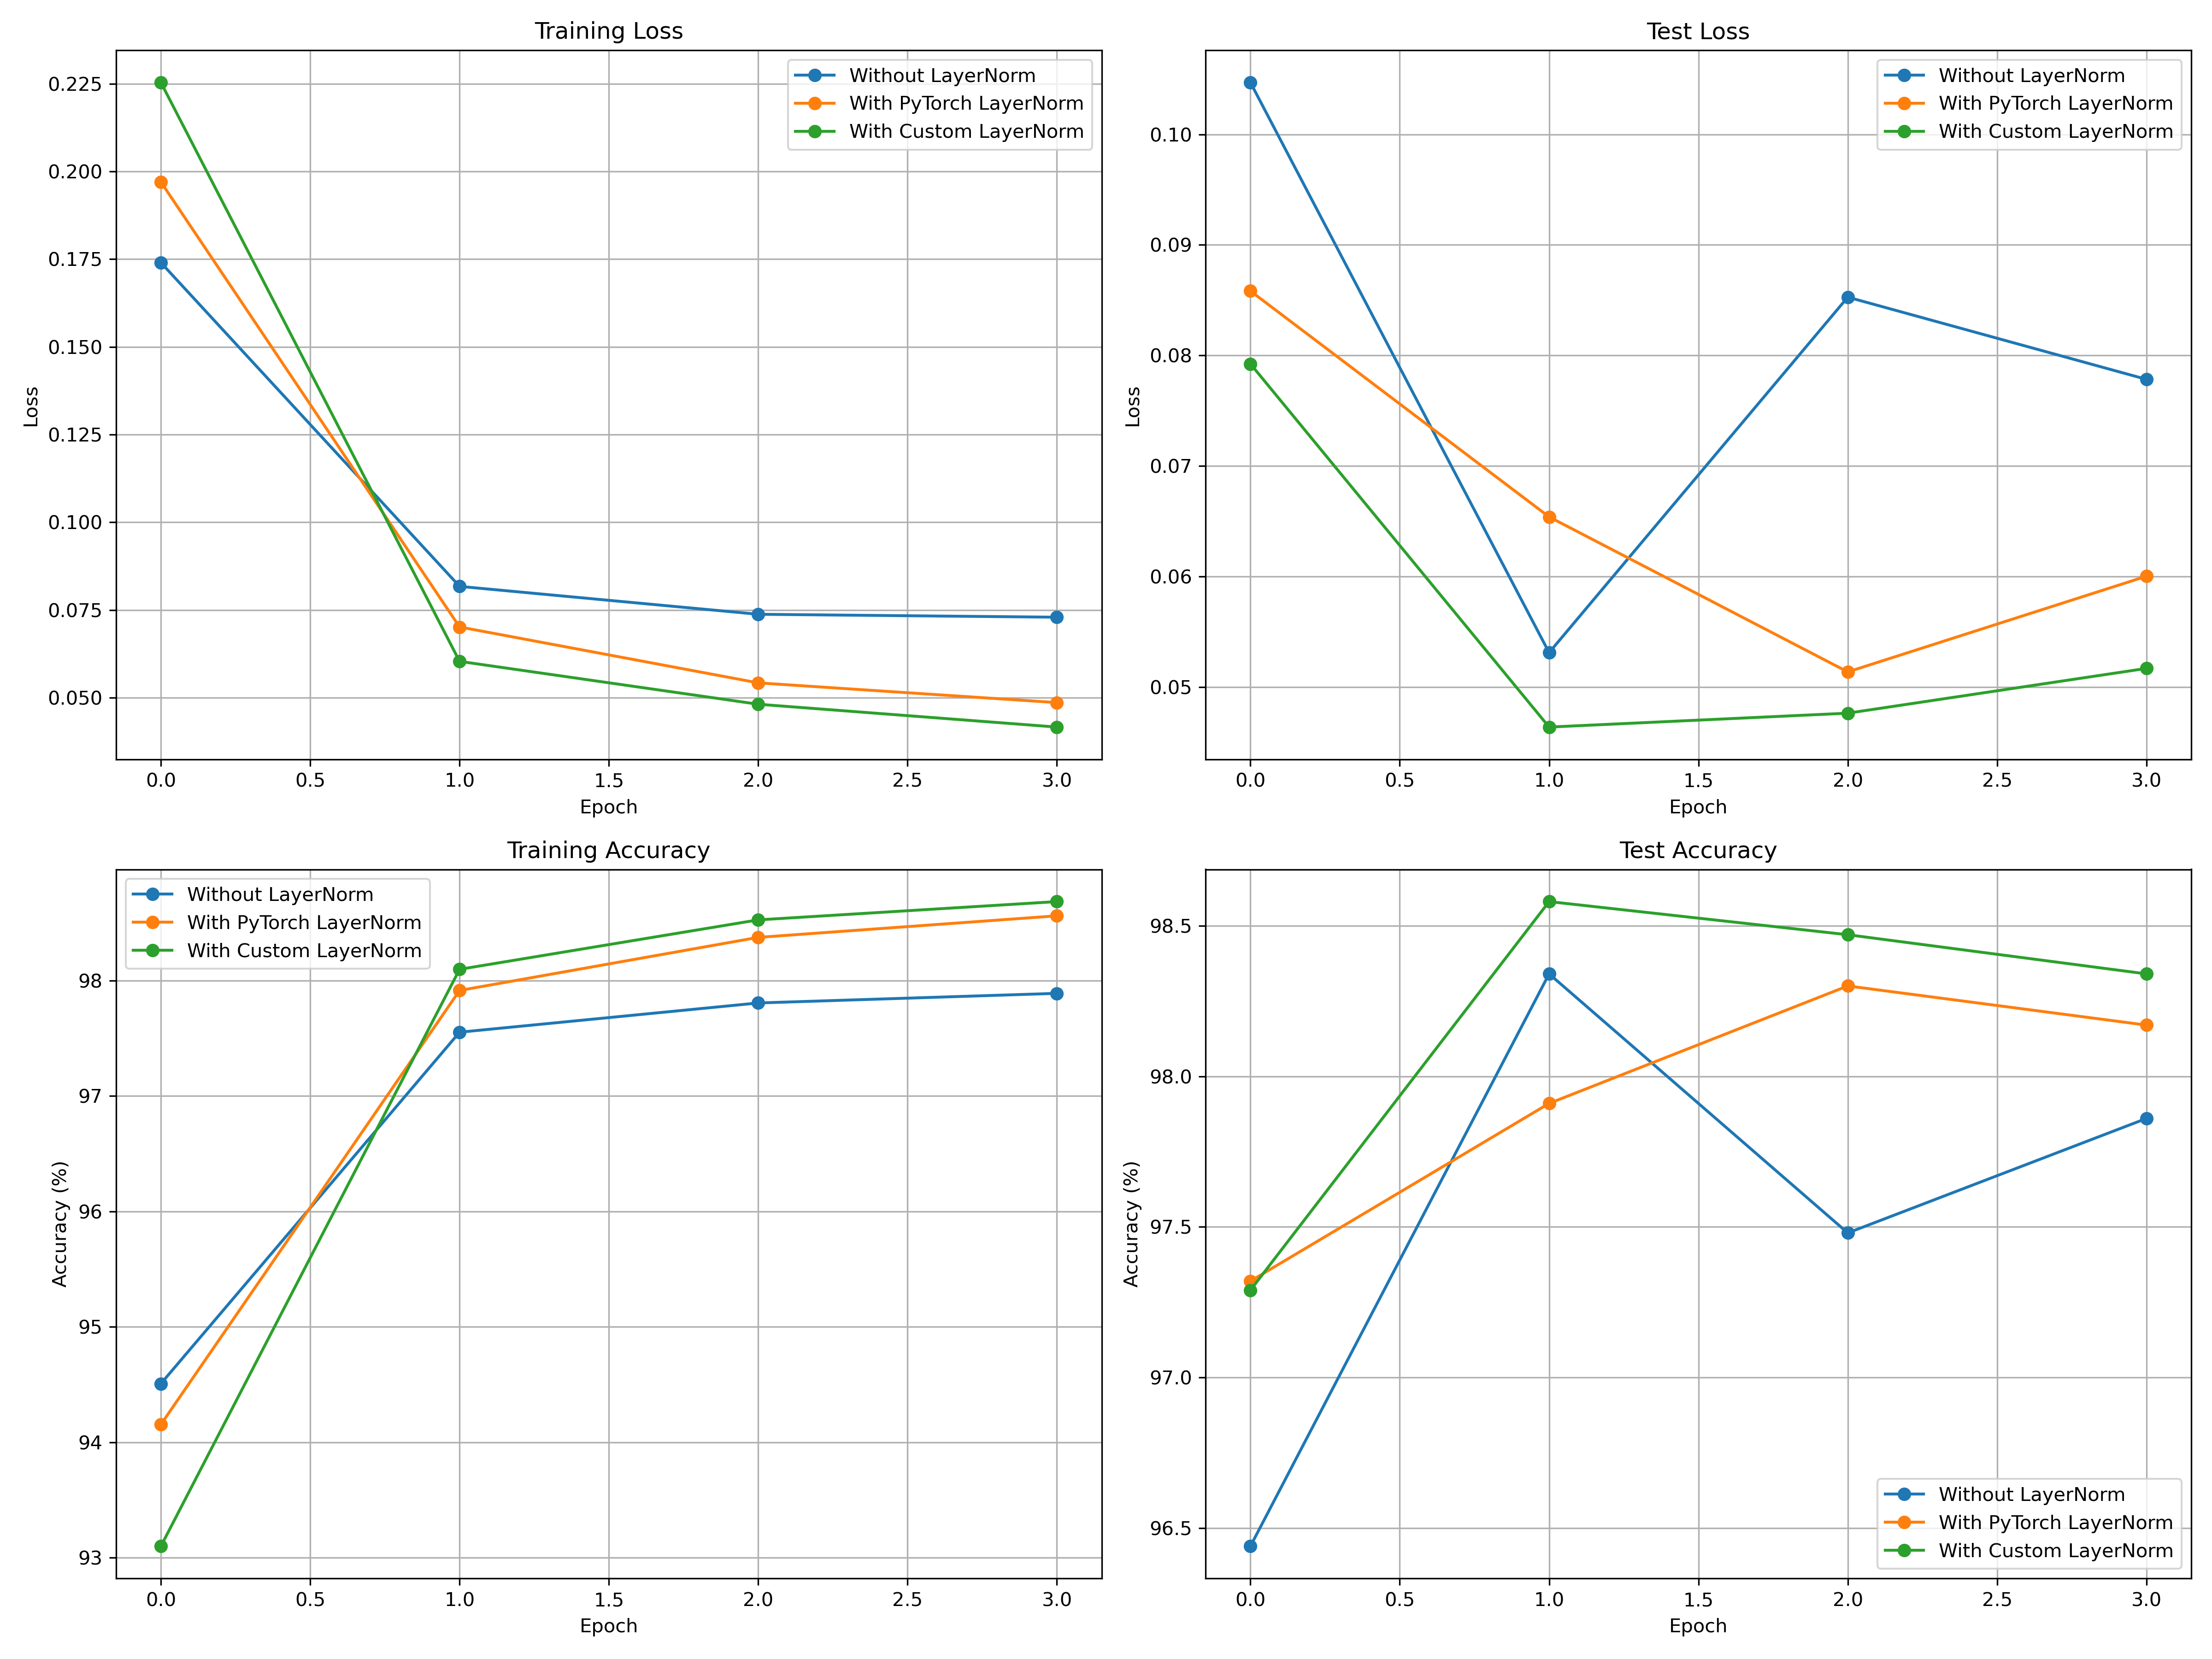 Training Loss
Loss
0.225
0.200
0.175
0.150
0.125
0.100
0.075
0.050
Without LayerNorm
With PyTorch LayerNorm
With Custom LayerNorm
0.0 0.5 1.0 1.5 2.0 2.5 3.0
Epoch
Test Loss
Loss
0.10
0.09
0.08
0.07
0.06
0.05
Without LayerNorm
With PyTorch LayerNorm
With Custom LayerNorm
0.0 0.5 1.0 1.5 2.0 2.5 3.0
Epoch
Training Accuracy
Accuracy (%)
Without LayerNorm
With PyTorch LayerNorm
With Custom LayerNorm
98
97
96
95
94
93
0.0 0.5 1.0 1.5 2.0 2.5 3.0
Epoch
Test Accuracy
Accuracy (%)
98.5
98.0
97.5
97.0
96.5
Without LayerNorm
With PyTorch LayerNorm
With Custom LayerNorm
0.0 0.5 1.0 1.5 2.0 2.5 3.0
Epoch